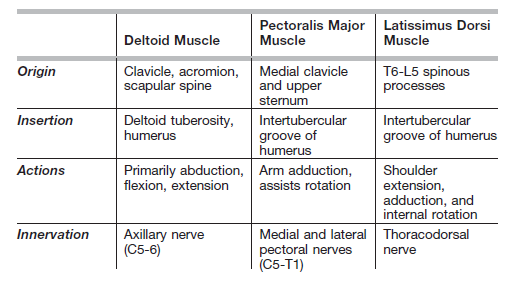 Deltoid Muscle Pectoralis Major Muscle Latissimus Dorsi Muscle
Origin Clavicle, acromion, scapular spine Medial clavicle and upper sternum T6-L5 spinous processes
Insertion Deltoid tuberosity, humerus Intertubercular groove of humerus Intertubercular groove of humerus
Actions Primarily abduction, flexion, extension Arm adduction, assists rotation Shoulder extension, adduction, and internal rotation
Innervation Axillary nerve (C5-6) Medial and lateral pectoral nerves (C5-T1) Thoracodorsal nerve